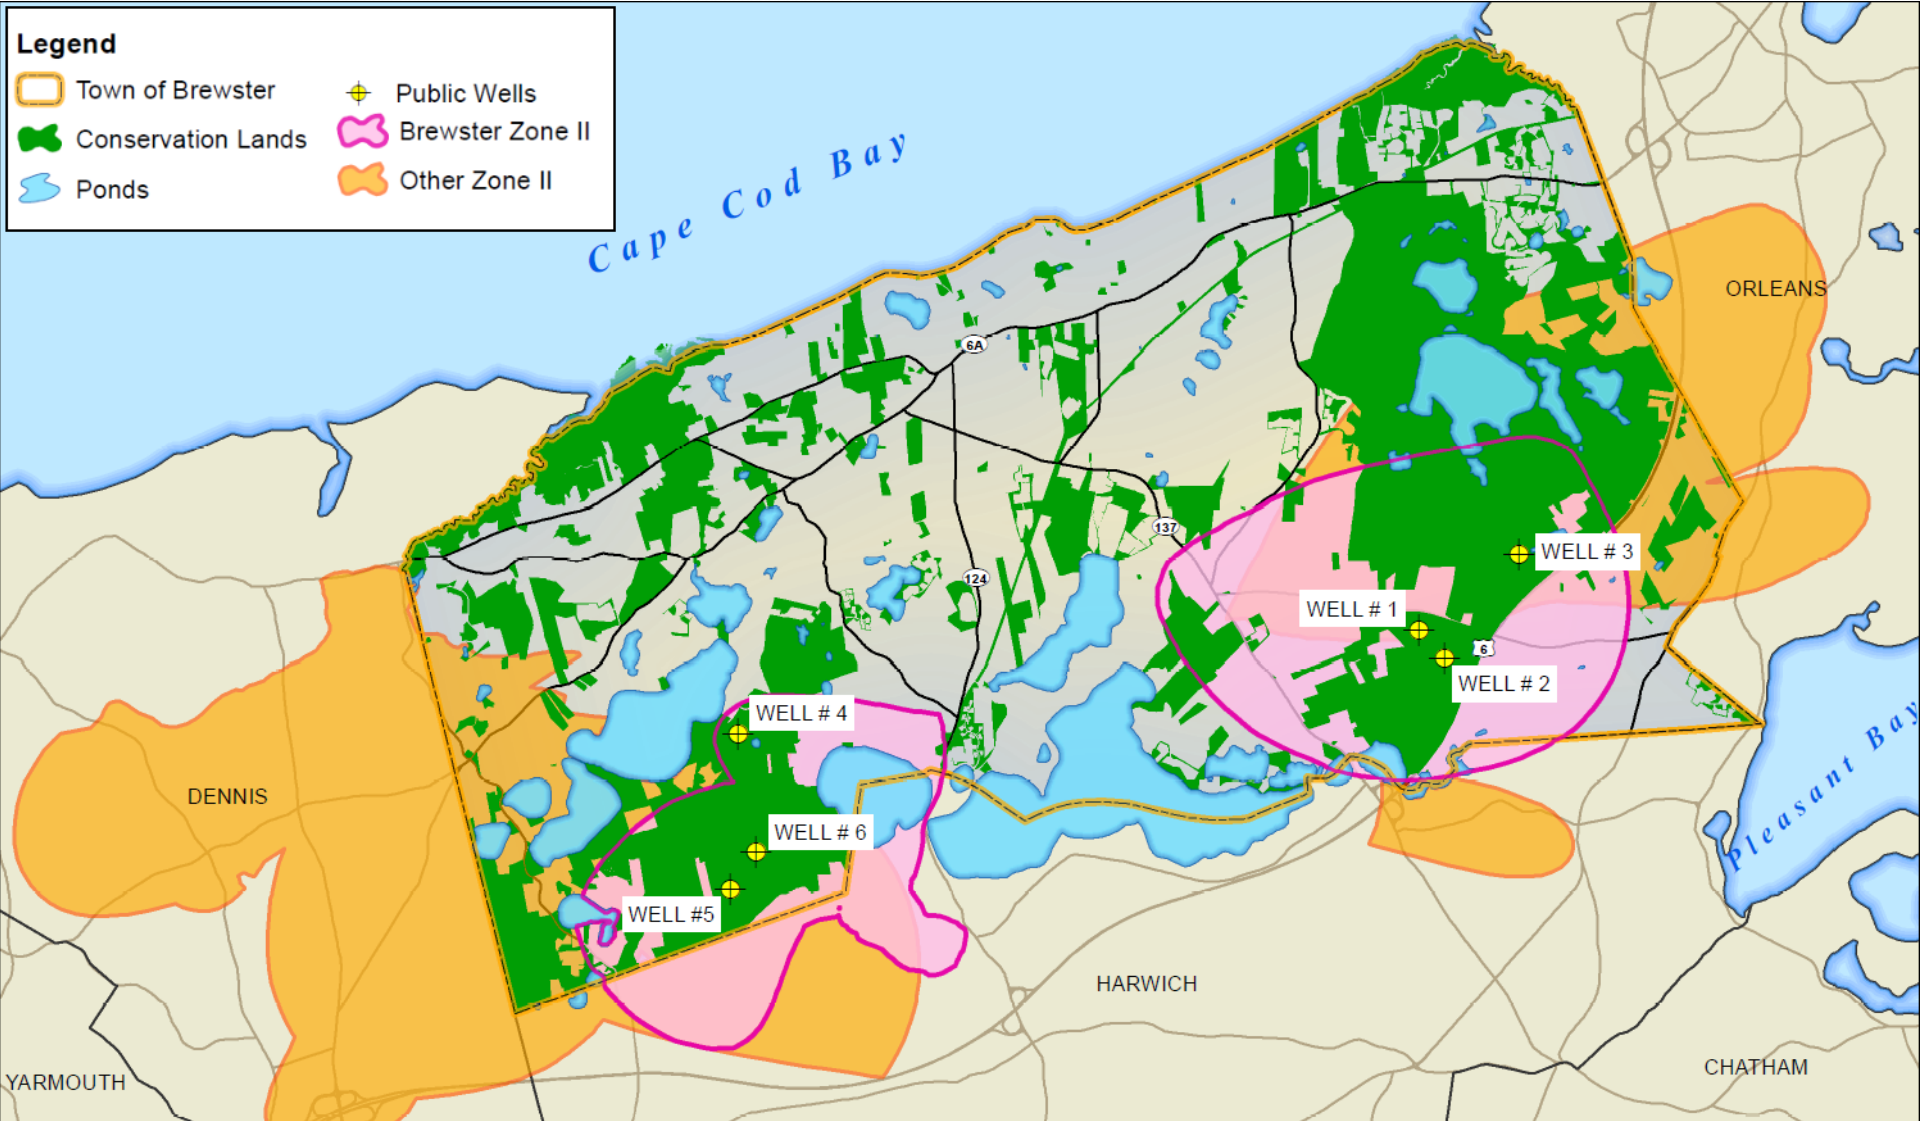 Legend
Town of Brewster
Conservation Lands
Ponds
Public Wells
Brewster Zone II
Other Zone II
Cape Cod Bay
6A
ORLEANS
137
WELL # 3
124
WELL # 1
6
WELL # 2
WELL # 4
DENNIS
WELL # 6
Pleasant Bay
WELL #5
HARWICH
CHATHAM
YARMOUTH